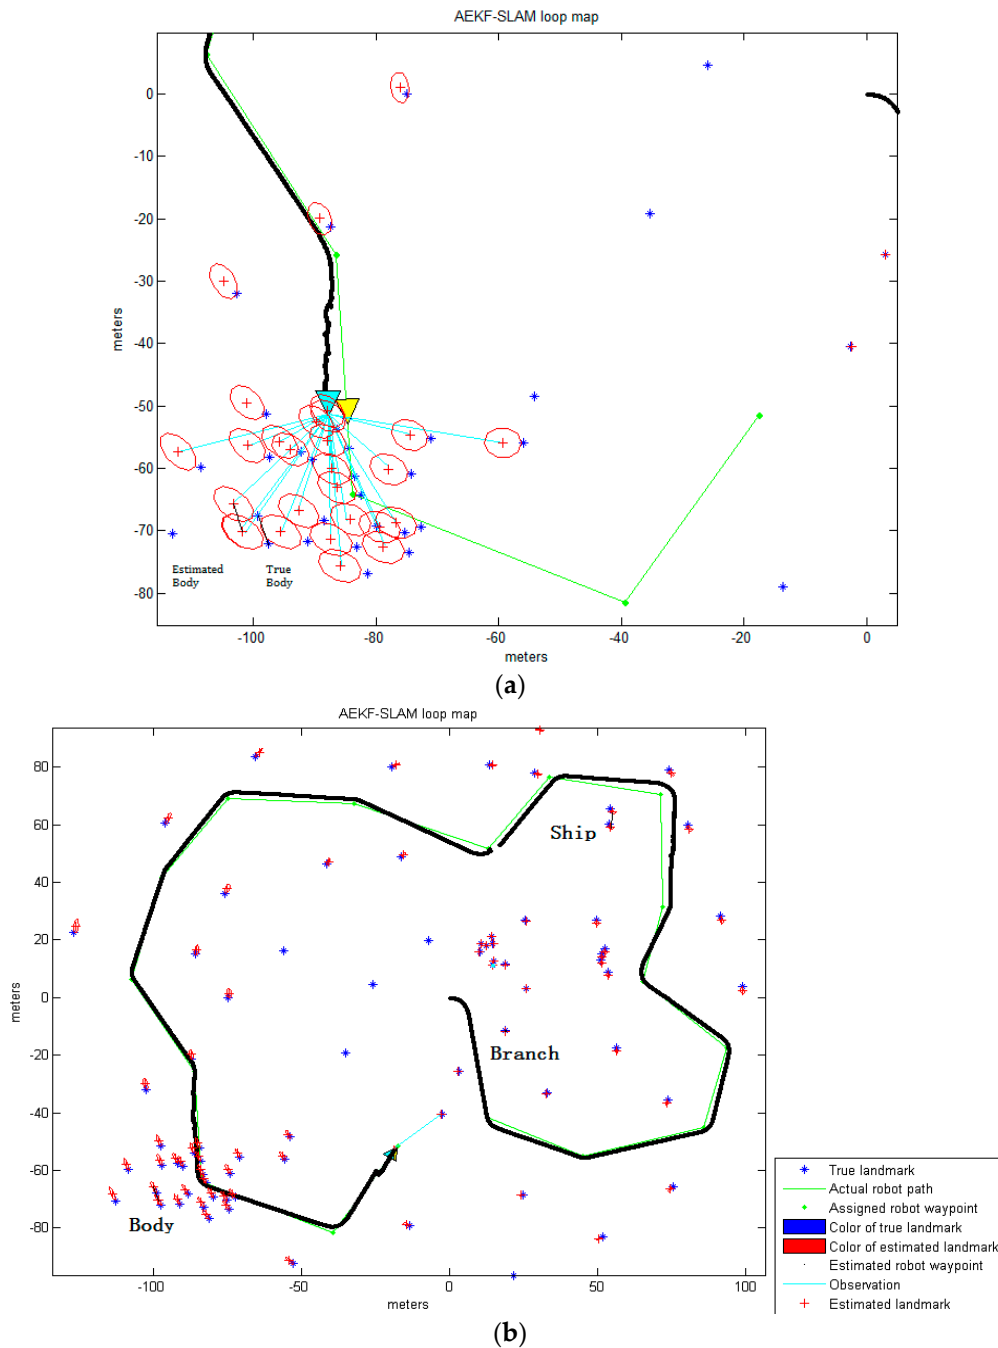 AEKF-SLAM loop map
0
-10
-20
-30
-40
-50
-60
-70
-80
meters
Estimated
Body
True
Body
-100
-80
-60
-40
-20
0
meters
(a)
AEKF-SLAM loop map
80
60
40
20
0
-20
-40
-60
-80
meters
Ship
Branch
Body
-100
-50
0
50
100
meters
True landmark
Actual robot path
Assigned robot waypoint
Color of true landmark
Color of estimated landmark
Estimated robot waypoint
Observation
Estimated landmark
(b)